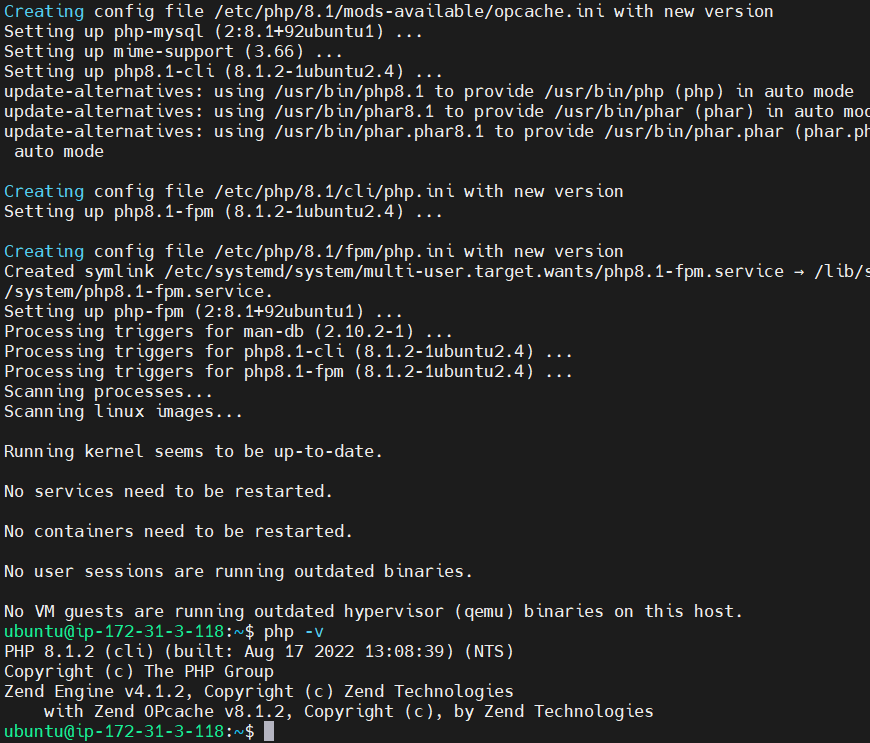 Creating config file /etc/php/8.1/mods-available/opcache.ini with new version
Setting up php-mysql (2:8.1+92ubuntu1) ...
Setting up mime-support (3.66) ...
Setting up php8.1-cli (8.1.2-1ubuntu2.4) ...
update-alternatives: using /usr/bin/php8.1 to provide /usr/bin/php (php) in auto mode
update-alternatives: using /usr/bin/phar8.1 to provide /usr/bin/phar (phar) in auto mod
update-alternatives: using /usr/bin/phar.phar8.1 to provide /usr/bin/phar.phar (phar.ph
auto mode
Creating config file /etc/php/8.1/cli/php.ini with new version
Setting up php8.1-fpm (8.1.2-1ubuntu2.4) ...
Creating config file /etc/php/8.1/fpm/php.ini with new version
Created symlink /etc/systemd/system/multi-user.target.wants/php8.1-fpm.service → /lib/s
/system/php8.1-fpm.service.
Setting up php-fpm (2:8.1+92ubuntu1) ...
Processing triggers for man-db (2.10.2-1) ...
Processing triggers for php8.1-cli (8.1.2-1ubuntu2.4) ...
Processing triggers for php8.1-fpm (8.1.2-1ubuntu2.4) ...
Scanning processes...
Scanning linux images...
Running kernel seems to be up-to-date.
No services need to be restarted.
No containers need to be restarted.
No user sessions are running outdated binaries.
No VM guests are running outdated hypervisor (qemu) binaries on this host.
ubuntu@ip-172-31-3-118:~$ php -v
PHP 8.1.2 (cli) (built: Aug 17 2022 13:08:39) (NTS)
Copyright (c) The PHP Group
Zend Engine v4.1.2, Copyright (c) Zend Technologies
with Zend OPcache v8.1.2, Copyright (c), by Zend Technologies
ubuntu@ip-172-31-3-118:~$